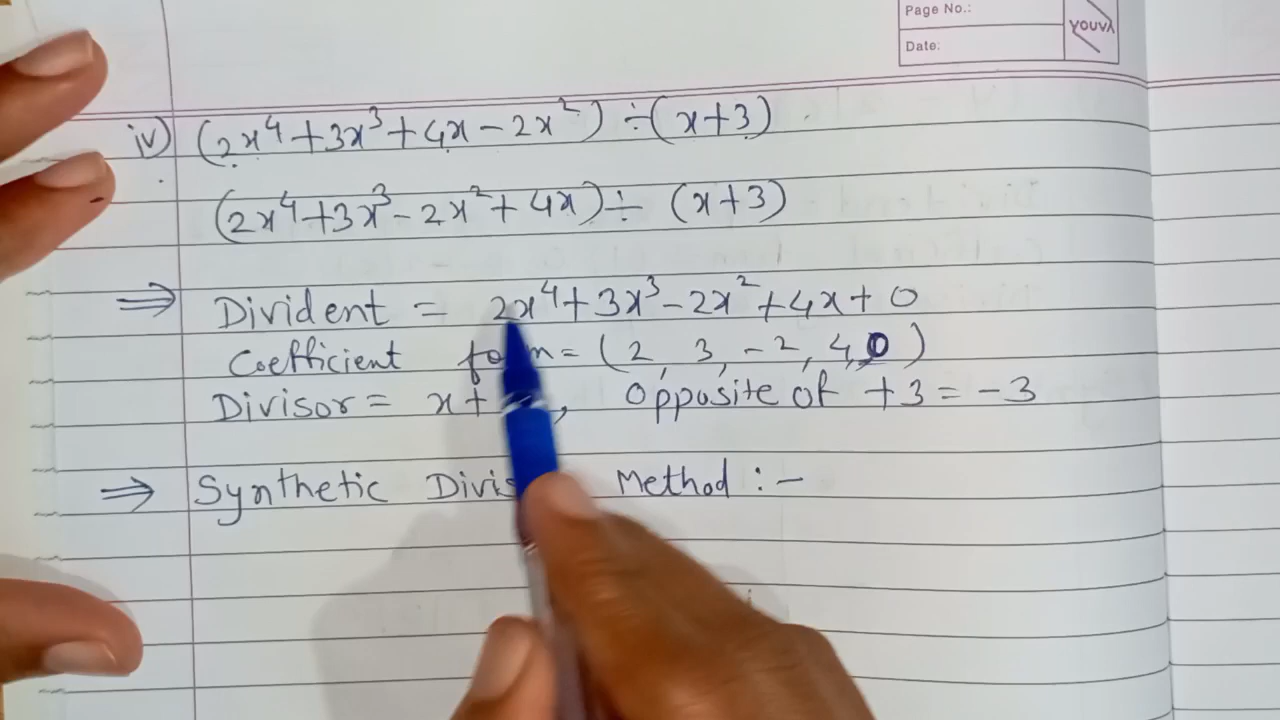 Page No.:
Date:
YOUVA
iv) (2x⁴+3x³+4x-2x²) ÷ (x+3)
(2x⁴+3x³-2x²+4x) ÷ (x+3)
⇒ Divident = 2x⁴+3x³-2x²+4x+0
Coefficient form = (2, 3, -2, 4, 0)
Divisor = x+ , Opposite of +3 = -3
⇒ Synthetic Method :-